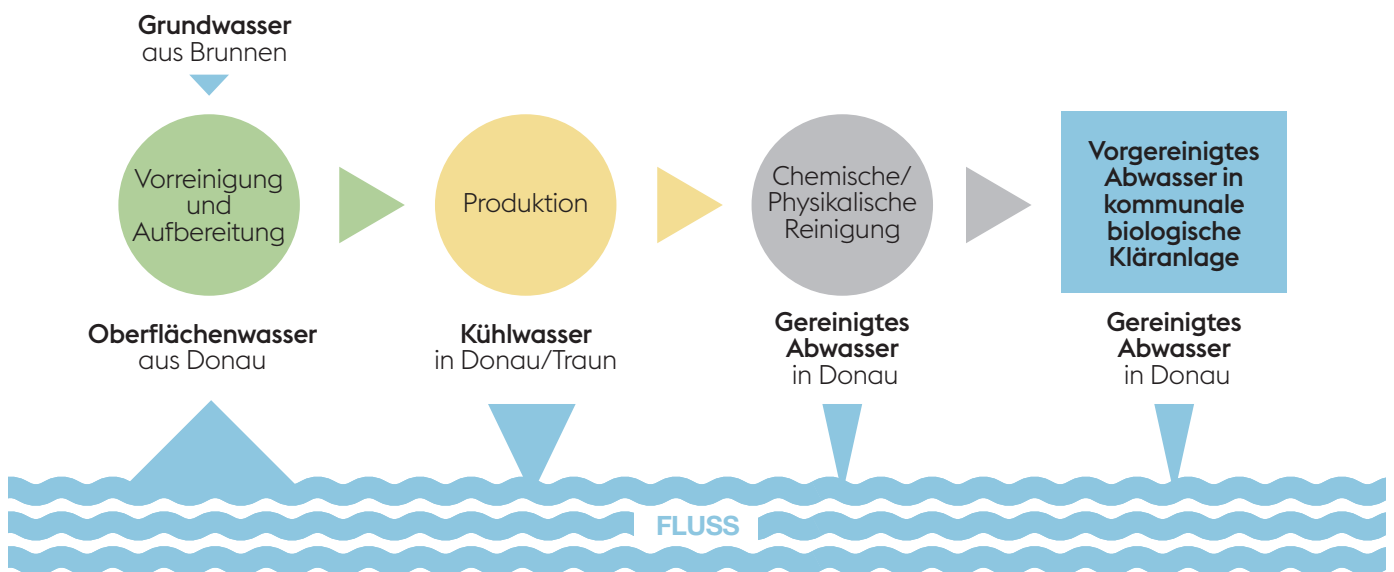 Grundwasser
aus Brunnen
Vorreinigung
und
Aufbereitung
Produktion
Chemische/
Physikalische
Reinigung
Vorgereinigtes
Abwasser in
kommunale
biologische
Kläranlage
Oberflächenwasser
aus Donau
Kühlwasser
in Donau/Traun
Gereinigtes
Abwasser
in Donau
Gereinigtes
Abwasser
in Donau
FLUSS